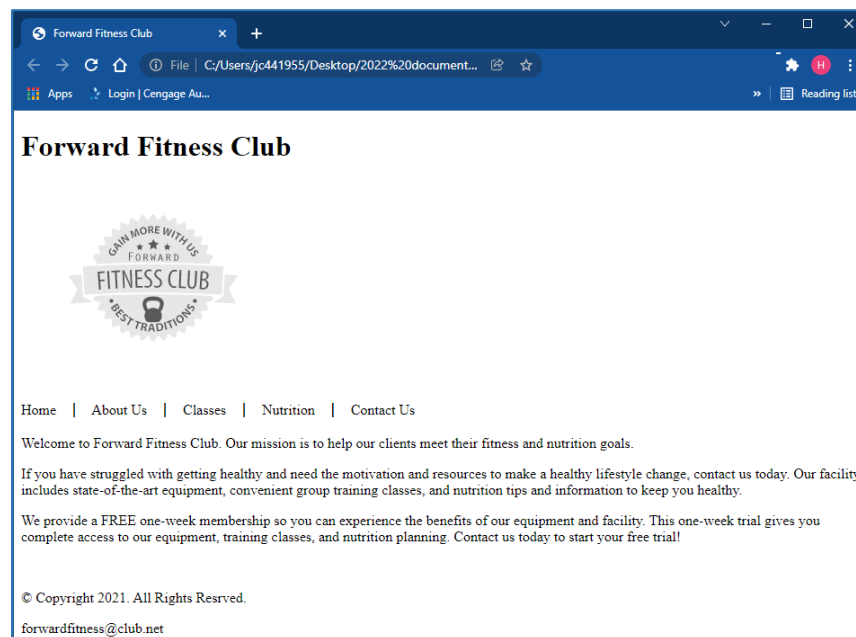 Forward Fitness Club
File | C:/Users/jc441955/Desktop/2022%20document...
H
Apps Login | Cengage Au... » Reading list
Forward Fitness Club
GAIN MORE WITH US
FORWARD
FITNESS CLUB
BEST TRADITIONS
Home | About Us | Classes | Nutrition | Contact Us
Welcome to Forward Fitness Club. Our mission is to help our clients meet their fitness and nutrition goals.
If you have struggled with getting healthy and need the motivation and resources to make a healthy lifestyle change, contact us today. Our facility
includes state-of-the-art equipment, convenient group training classes, and nutrition tips and information to keep you healthy.
We provide a FREE one-week membership so you can experience the benefits of our equipment and facility. This one-week trial gives you
complete access to our equipment, training classes, and nutrition planning. Contact us today to start your free trial!
© Copyright 2021. All Rights Resrved.
forwardfitness@club.net